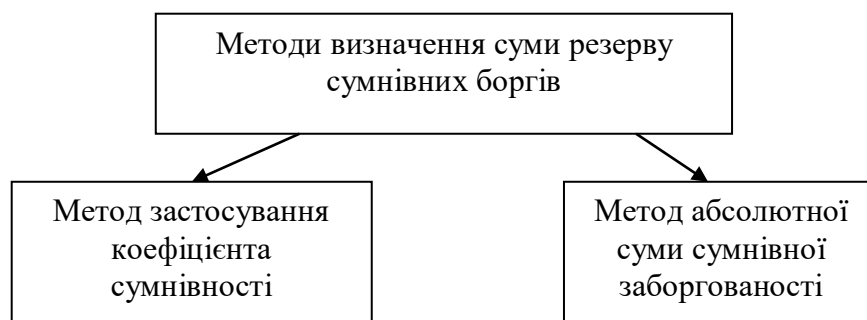 Методи визначення суми резерву
сумнівних боргів
Метод застосування
коефіцієнта
сумнівності
Метод абсолютної
суми сумнівної
заборгованості